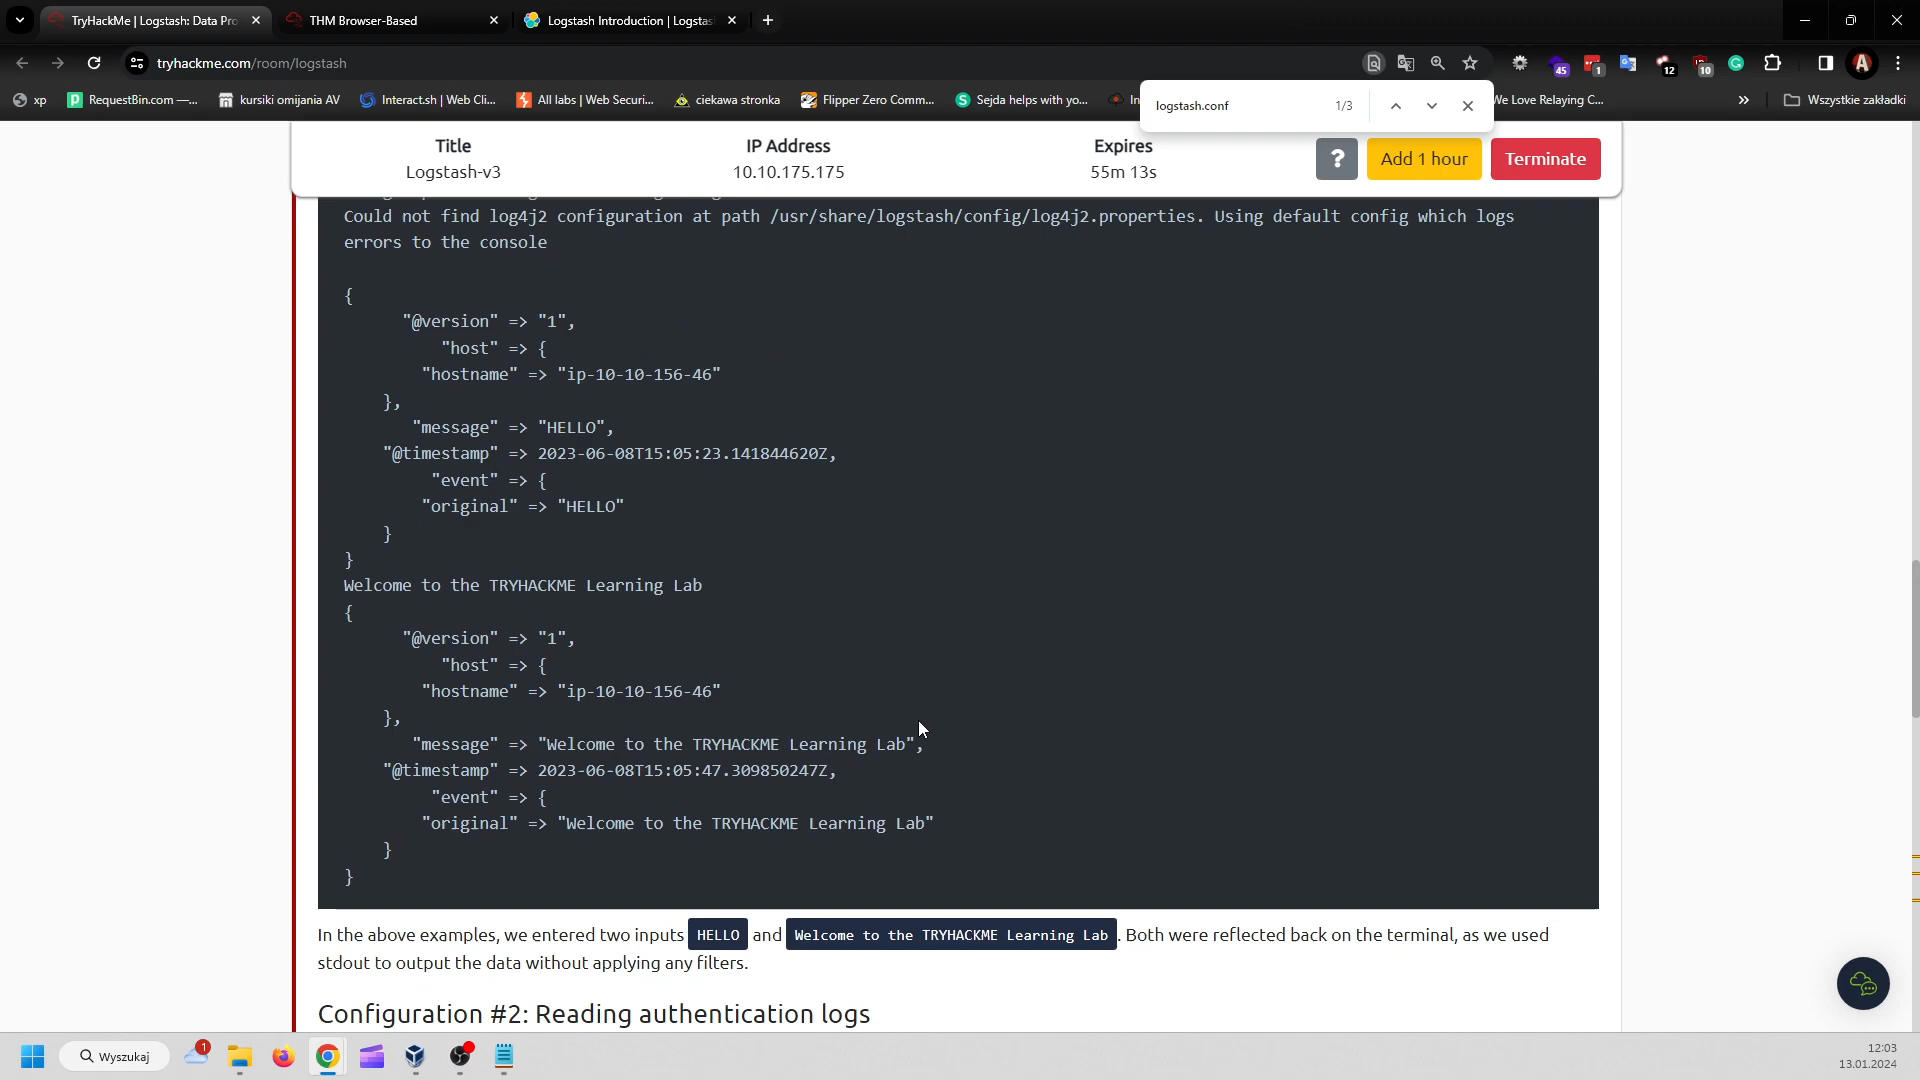 TryHackMe | Logstash: Data Pro
THM Browser-Based
Logstash Introduction | Logstas
tryhackme.com/room/logstash
45
1
12
10
A
xp
RequestBin.com —...
kursiki omijania AV
Interact.sh | Web Cli...
All labs | Web Securi...
ciekawa stronka
Flipper Zero Comm...
Sejda helps with yo...
We Love Relaying C...
Wszystkie zakładki
logstash.conf
1/3
Title
Logstash-v3
IP Address
10.10.175.175
Expires
55m 13s
?
Add 1 hour
Terminate
Could not find log4j2 configuration at path /usr/share/logstash/config/log4j2.properties. Using default config which logs
errors to the console
{
"@version" => "1",
"host" => {
"hostname" => "ip-10-10-156-46"
},
"message" => "HELLO",
"@timestamp" => 2023-06-08T15:05:23.141844620Z,
"event" => {
"original" => "HELLO"
}
}
Welcome to the TRYHACKME Learning Lab
{
"@version" => "1",
"host" => {
"hostname" => "ip-10-10-156-46"
},
"message" => "Welcome to the TRYHACKME Learning Lab",
"@timestamp" => 2023-06-08T15:05:47.309850247Z,
"event" => {
"original" => "Welcome to the TRYHACKME Learning Lab"
}
}
In the above examples, we entered two inputs HELLO and Welcome to the TRYHACKME Learning Lab. Both were reflected back on the terminal, as we used
stdout to output the data without applying any filters.
Configuration #2: Reading authentication logs
Wyszukaj
1
12:03
13.01.2024